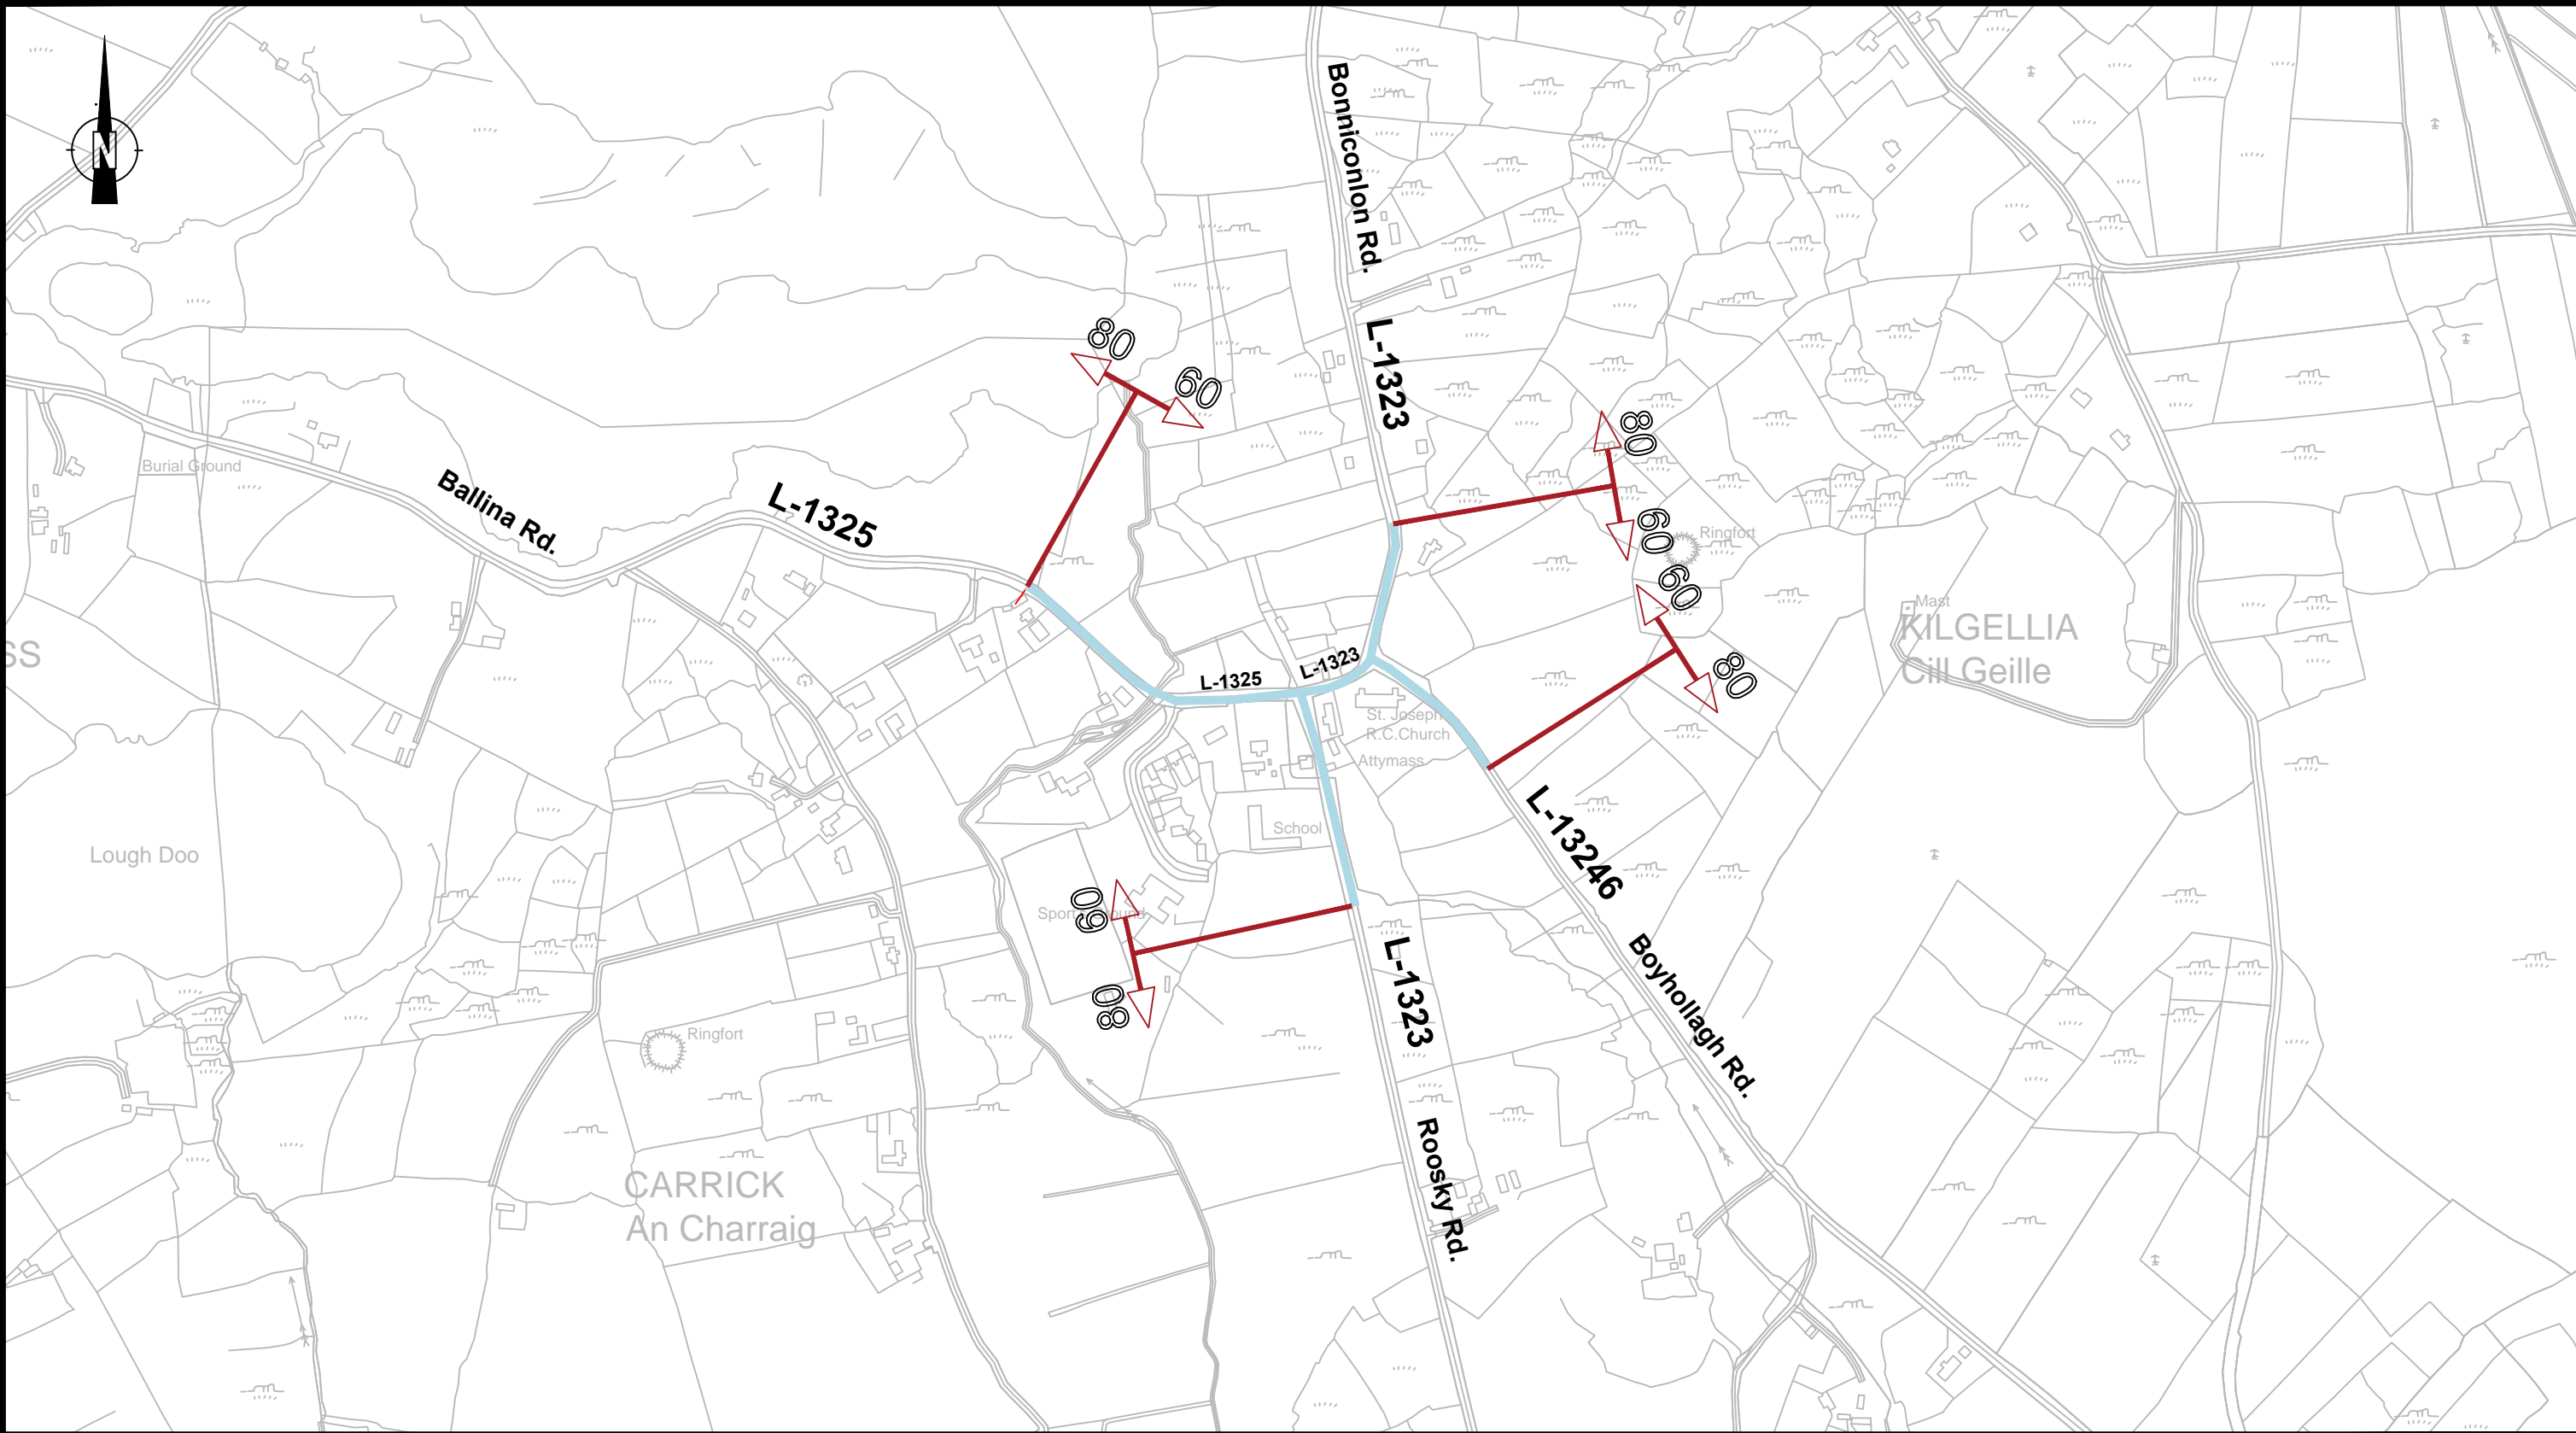 N
Bonniconlon Rd.
L-1323
80
60
80
60
60
80
Burial Ground
Ballina Rd.
L-1325
Ringfort
Mast
KILGELLIA
Cill Geille
SS
L-1325
L-1323
St. Joseph
R.C.Church
Attymass
L-13246
School
Lough Doo
60
Sports Ground
80
L-1323
Boyhollagh Rd.
Ringfort
CARRICK
An Charraig
Roosky Rd.